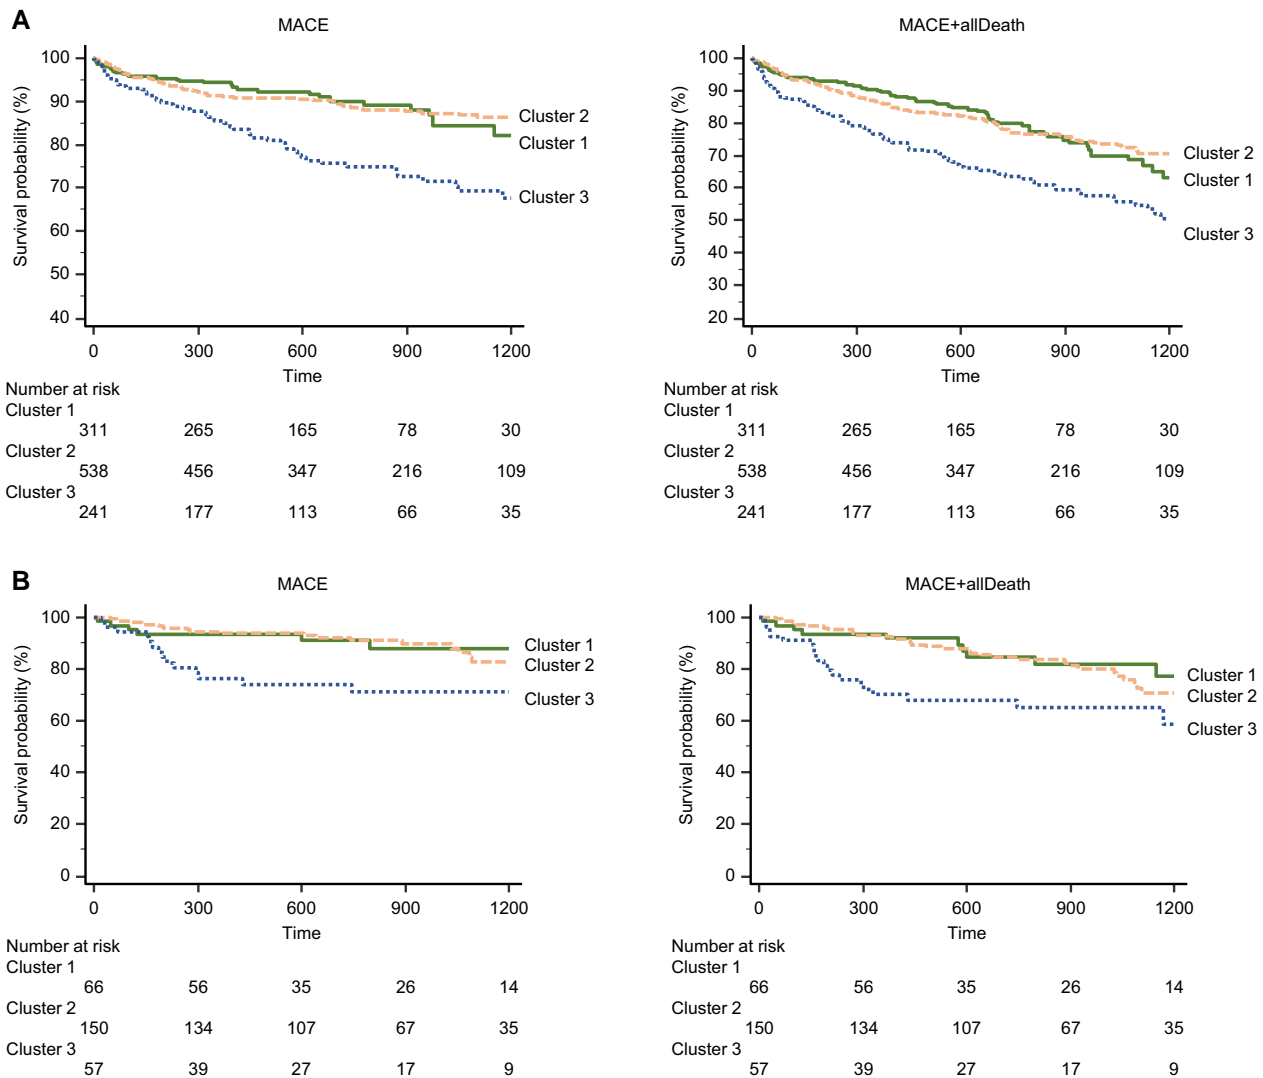 A
MACE
Survival probability (%)
100
90
80
70
60
50
40
Cluster 2
Cluster 1
Cluster 3
0 300 600 900 1200
Time
Number at risk
Cluster 1
311 265 165 78 30
Cluster 2
538 456 347 216 109
Cluster 3
241 177 113 66 35
MACE+allDeath
Survival probability (%)
100
90
80
70
60
50
40
30
20
Cluster 2
Cluster 1
Cluster 3
0 300 600 900 1200
Time
Number at risk
Cluster 1
311 265 165 78 30
Cluster 2
538 456 347 216 109
Cluster 3
241 177 113 66 35
B
MACE
Survival probability (%)
100
80
60
40
20
0
Cluster 1
Cluster 2
Cluster 3
0 300 600 900 1200
Time
Number at risk
Cluster 1
66 56 35 26 14
Cluster 2
150 134 107 67 35
Cluster 3
57 39 27 17 9
MACE+allDeath
Survival probability (%)
100
80
60
40
20
0
Cluster 1
Cluster 2
Cluster 3
0 300 600 900 1200
Time
Number at risk
Cluster 1
66 56 35 26 14
Cluster 2
150 134 107 67 35
Cluster 3
57 39 27 17 9